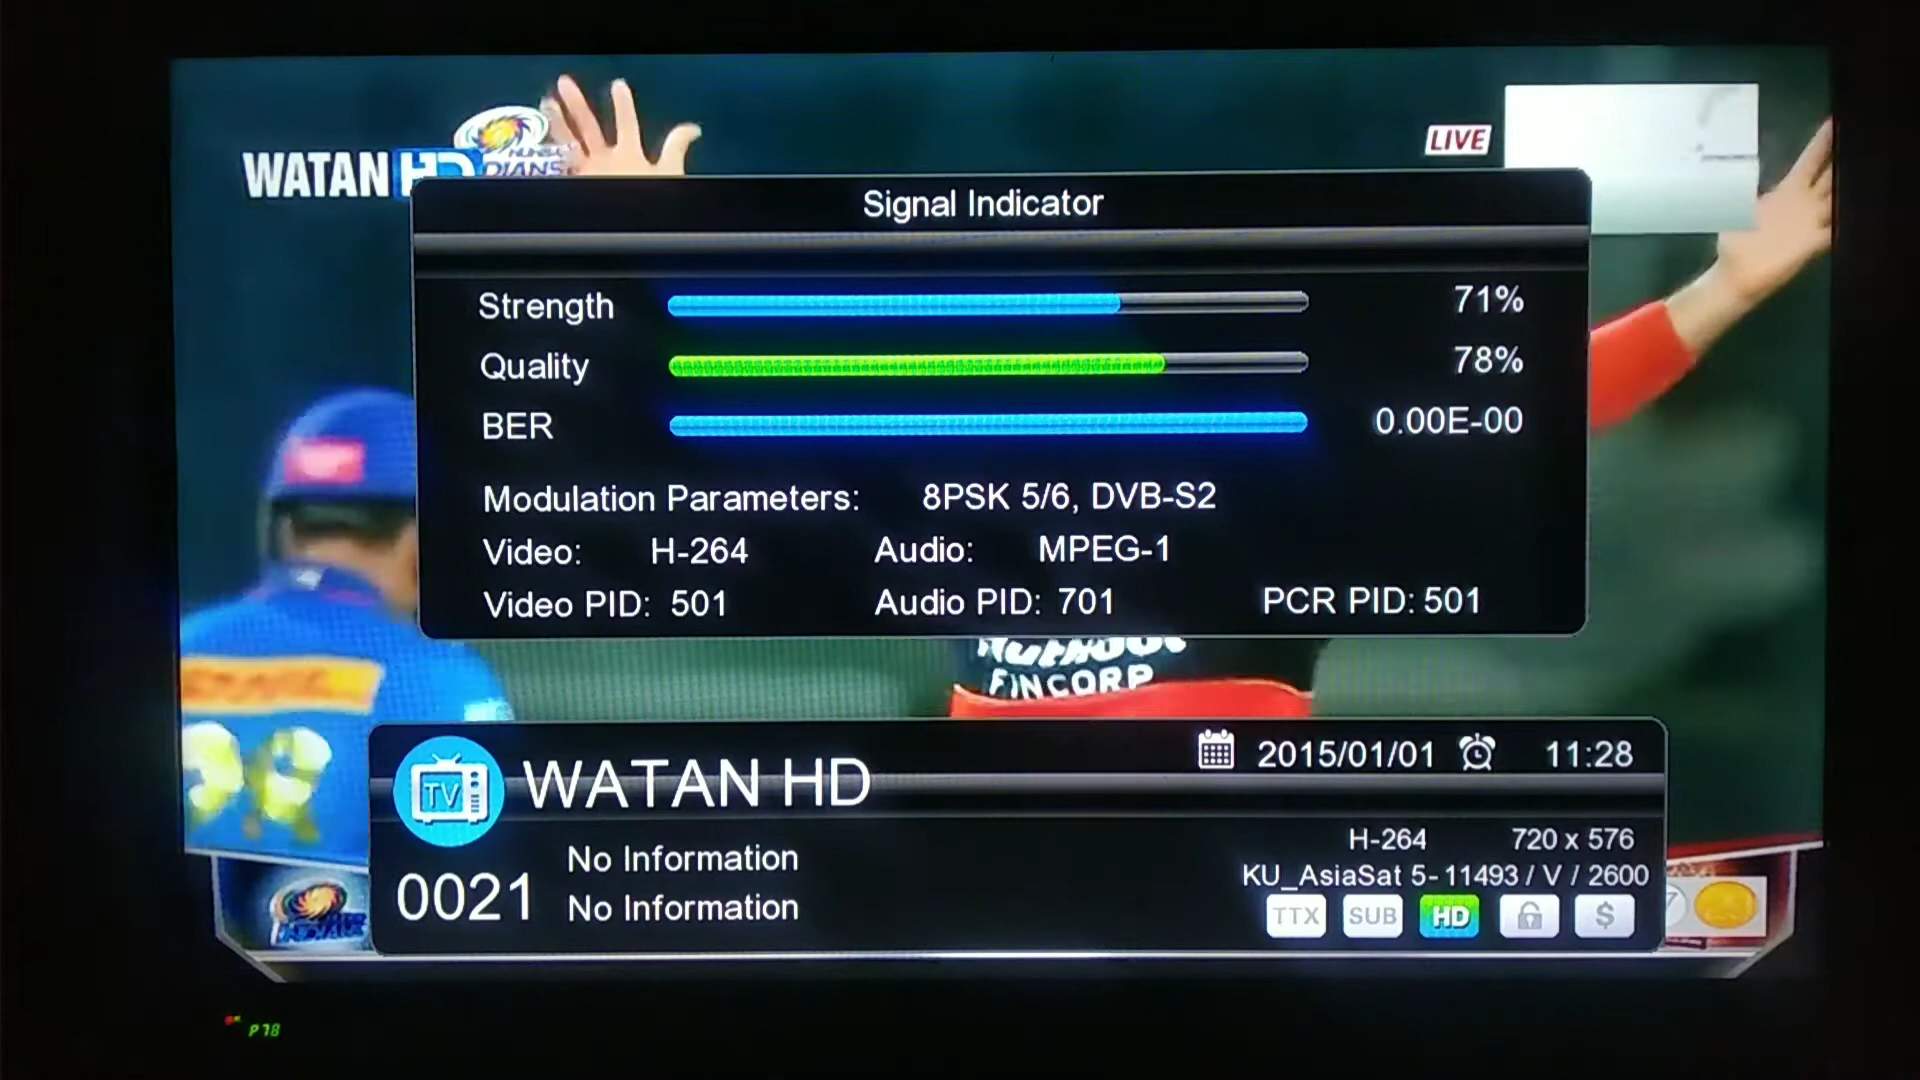 WATAN HD
LIVE
Signal Indicator
Strength 71%
Quality 78%
BER 0.00E-00
Modulation Parameters: 8PSK 5/6, DVB-S2
Video: H-264 Audio: MPEG-1
Video PID: 501 Audio PID: 701 PCR PID: 501
FINCORP
WATAN HD 2015/01/01 11:28
TV
No Information H-264 720 x 576
KU_AsiaSat 5-11493 / V / 2600
0021 No Information
TTX SUB HD $
P78